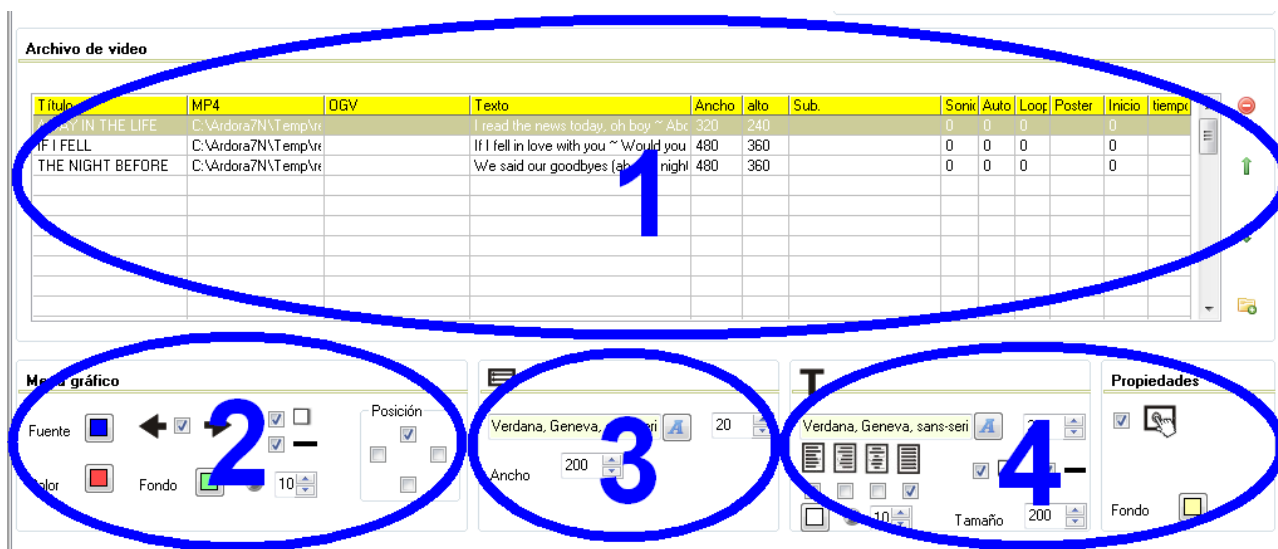 Archivo de video
Título MP4 OGV Texto Ancho alto Sub. Sonic Auto Loop Poster Inicio tiempo
IN THE LIFE C:\Ardora7N\Temp\re I read the news today, oh boy ~ Abo 320 240 0 0 0 0
IF I FELL C:\Ardora7N\Temp\re If I fell in love with you ~ Would you 480 360 0 0 0 0
THE NIGHT BEFORE C:\Ardora7N\Temp\re We said our goodbyes 480 360 0 0 0 0
1
gráfico
Fuente
Posición
Fondo 10
2
Verdana, Geneva, 20
Ancho 200
3
T
Verdana, Geneva, sans-seri
10 Tamaño 200
4
Propiedades
Fondo